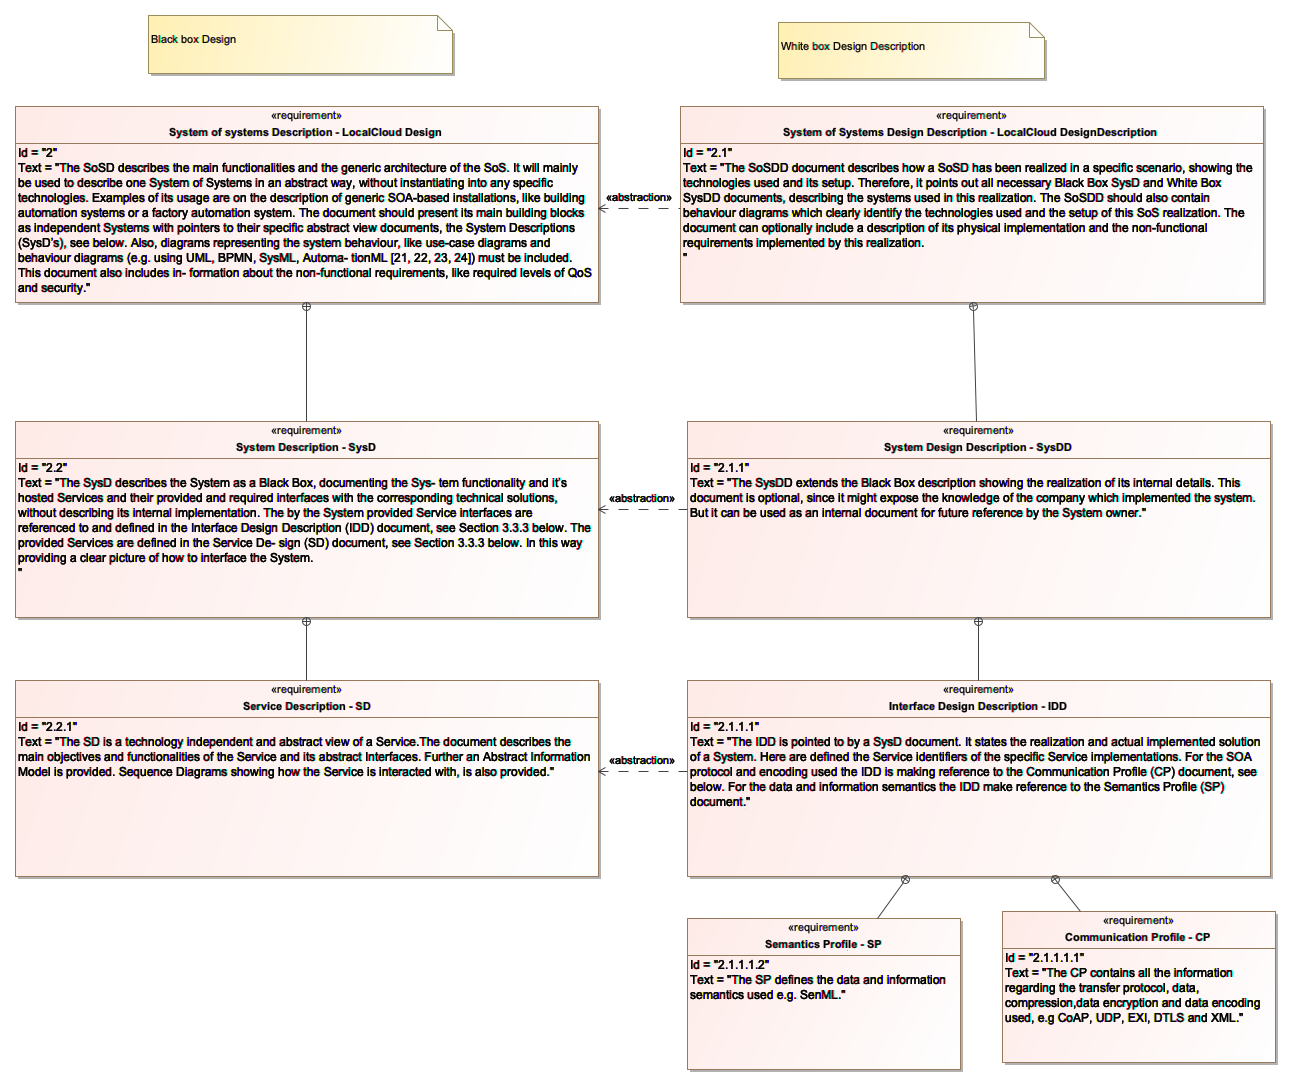 Black box Design
White box Design Description
«requirement»
System of systems Description - LocalCloud Design
Id = "2"
Text = "The SoSD describes the main functionalities and the generic architecture of the SoS. It will mainly
be used to describe one System of Systems in an abstract way, without instantiating into any specific
technologies. Examples of its usage are on the description of generic SOA-based installations, like building
automation systems or a factory automation system. The document should present its main building blocks
as independent Systems with pointers to their specific abstract view documents, the System Descriptions
(SysD's), see below. Also, diagrams representing the system behaviour, like use-case diagrams and
behaviour diagrams (e.g. using UML, BPMN, SysML, Automa- tionML [21, 22, 23, 24]) must be included.
This document also includes in- formation about the non-functional requirements, like required levels of QoS
and security."
«abstraction»
«requirement»
System of Systems Design Description - LocalCloud DesignDescription
Id = "2.1"
Text = "The SoSDD document describes how a SoSD has been realized in a specific scenario, showing the
technologies used and its setup. Therefore, it points out all necessary Black Box SysD and White Box
SysDD documents, describing the systems used in this realization. The SoSDD should also contain
behaviour diagrams which clearly identify the technologies used and the setup of this SoS realization. The
document can optionally include a description of its physical implementation and the non-functional
requirements implemented by this realization.
"
«requirement»
System Description - SysD
Id = "2.2"
Text = "The SysD describes the System as a Black Box, documenting the Sys- tem functionality and it's
hosted Services and their provided and required interfaces with the corresponding technical solutions,
without describing its internal implementation. The by the System provided Service interfaces are
referenced to and defined in the Interface Design Description (IDD) document, see Section 3.3.3 below. The
provided Services are defined in the Service De- sign (SD) document, see Section 3.3.3 below. In this way
providing a clear picture of how to interface the System.
"
«abstraction»
«requirement»
System Design Description - SysDD
Id = "2.1.1"
Text = "The SysDD extends the Black Box description showing the realization of its internal details. This
document is optional, since it might expose the knowledge of the company which implemented the system.
But it can be used as an internal document for future reference by the System owner."
«requirement»
Service Description - SD
Id = "2.2.1"
Text = "The SD is a technology independent and abstract view of a Service.The document describes the
main objectives and functionalities of the Service and its abstract Interfaces. Further an Abstract Information
Model is provided. Sequence Diagrams showing how the Service is interacted with, is also provided."
«abstraction»
«requirement»
Interface Design Description - IDD
Id = "2.1.1.1"
Text = "The IDD is pointed to by a SysD document. It states the realization and actual implemented solution
of a System. Here are defined the Service identifiers of the specific Service implementations. For the SOA
protocol and encoding used the IDD is making reference to the Communication Profile (CP) document, see
below. For the data and information semantics the IDD make reference to the Semantics Profile (SP)
document."
«requirement»
Semantics Profile - SP
Id = "2.1.1.1.2"
Text = "The SP defines the data and information
semantics used e.g. SenML."
«requirement»
Communication Profile - CP
Id = "2.1.1.1.1"
Text = "The CP contains all the information
regarding the transfer protocol, data,
compression,data encryption and data encoding
used, e.g CoAP, UDP, EXI, DTLS and XML."